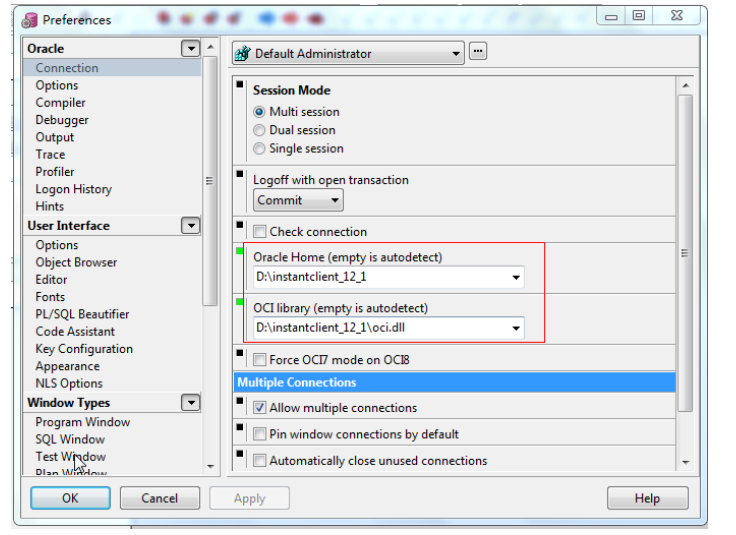 Preferences
Oracle
Connection
Options
Compiler
Debugger
Output
Trace
Profiler
Logon History
Hints
User Interface
Options
Object Browser
Editor
Fonts
PL/SQL Beautifier
Code Assistant
Key Configuration
Appearance
NLS Options
Window Types
Program Window
SQL Window
Test Window
Plan Window
Default Administrator
Session Mode
Multi session
Dual session
Single session
Logoff with open transaction
Commit
Check connection
Oracle Home (empty is autodetect)
D:\instantclient_12_1
OCI library (empty is autodetect)
D:\instantclient_12_1\oci.dll
Force OCI7 mode on OCI8
Multiple Connections
Allow multiple connections
Pin window connections by default
Automatically close unused connections
OK
Cancel
Apply
Help